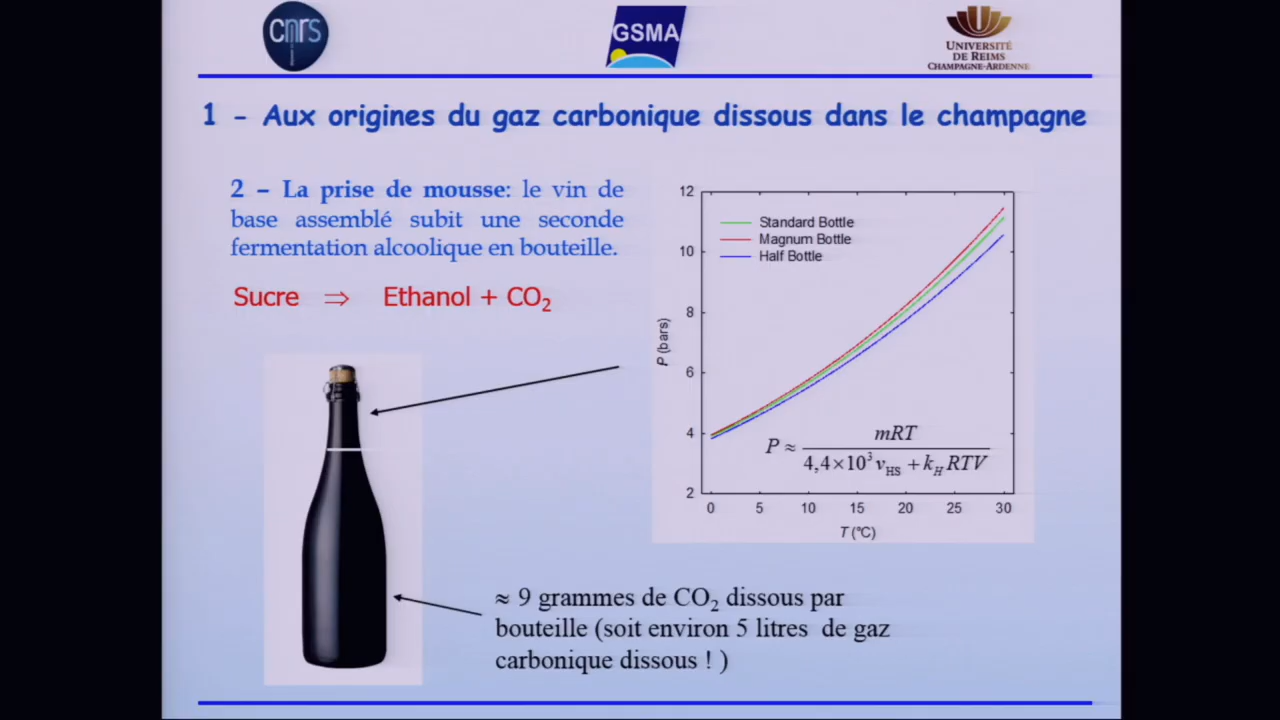 cnrs
GSMA
UNIVERSITÉ
DE REIMS
CHAMPAGNE-ARDENNE
1 - Aux origines du gaz carbonique dissous dans le champagne
2 – La prise de mousse: le vin de
base assemblé subit une seconde
fermentation alcoolique en bouteille.
Sucre ⇒ Ethanol + CO₂
12
10
8
6
4
2
P (bars)
Standard Bottle
Magnum Bottle
Half Bottle
P ≈ mRT / 4,4×10³ v_HS + k_H RTV
0 5 10 15 20 25 30
T (°C)
≈ 9 grammes de CO₂ dissous par
bouteille (soit environ 5 litres de gaz
carbonique dissous ! )